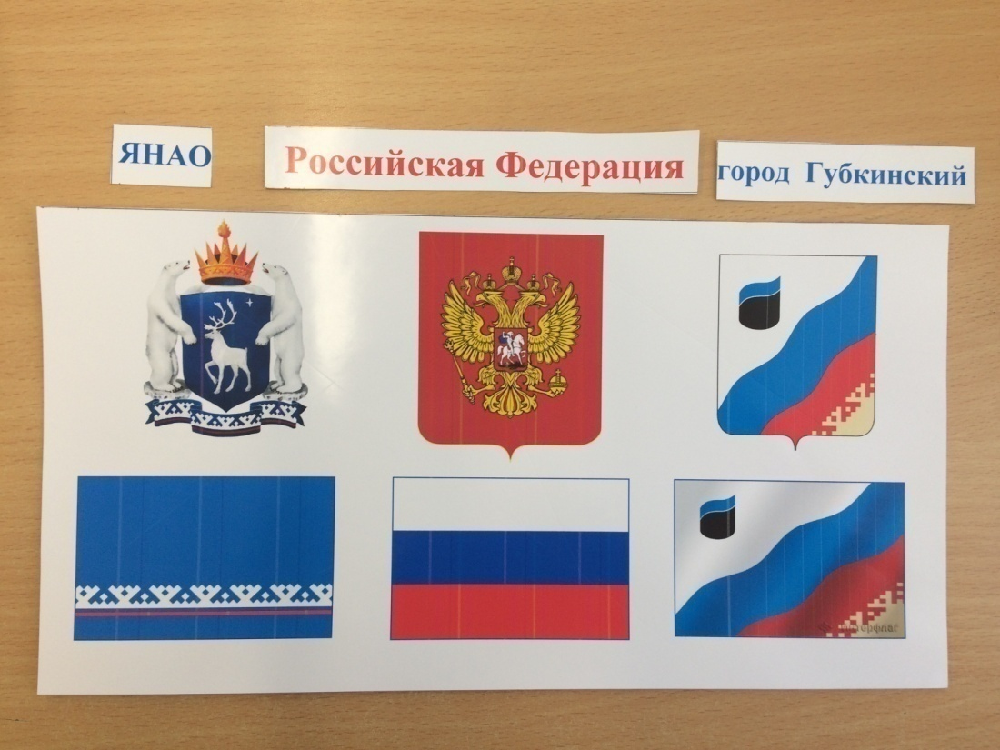 ЯНАО
Российская Федерация
город Губкинский